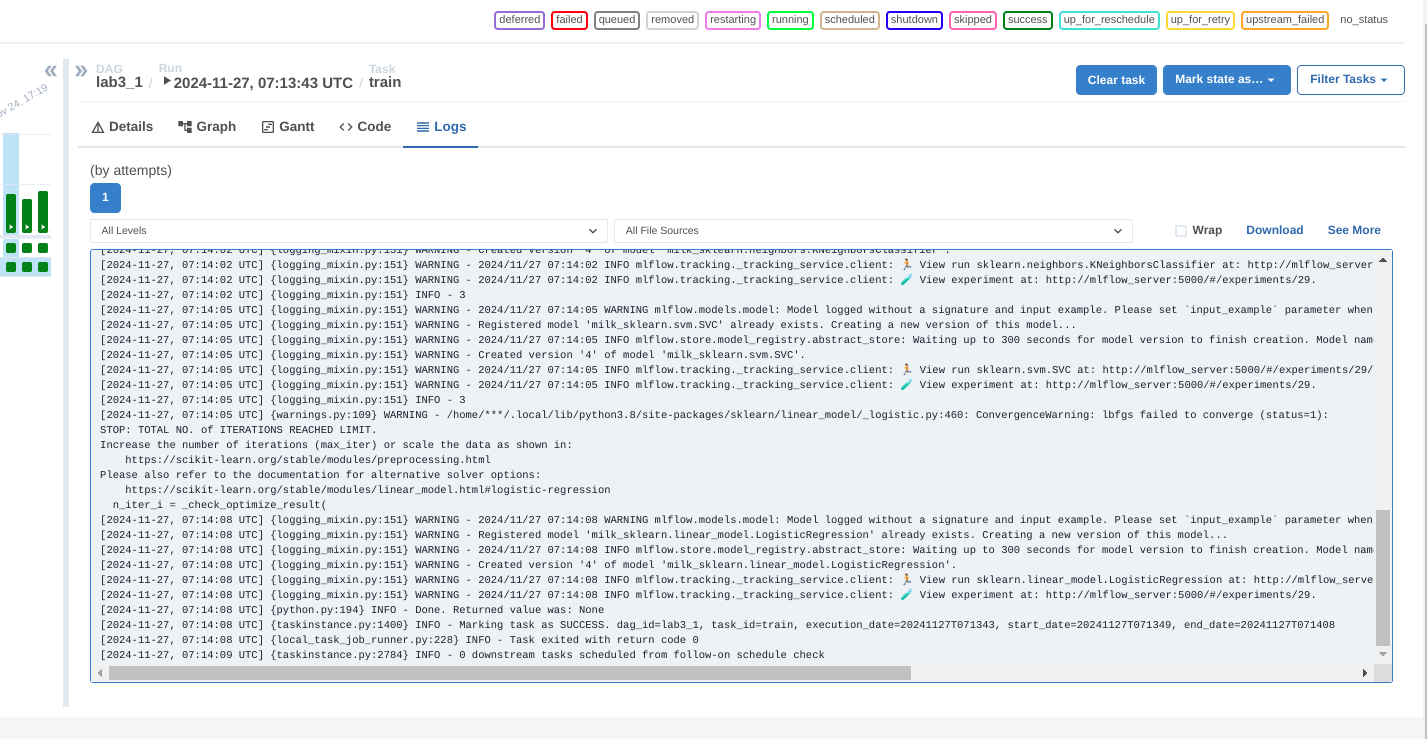 deferred failed queued removed restarting running scheduled shutdown skipped success up_for_reschedule up_for_retry upstream_failed no_status
24, 17:19
DAG Run Task
lab3_1 / 2024-11-27, 07:13:43 UTC / train
Clear task Mark state as… Filter Tasks
Details Graph Gantt Code Logs
(by attempts)
1
All Levels All File Sources Wrap Download See More
[2024-11-27, 07:14:02 UTC] {logging_mixin.py:151} WARNING - Created version '4' of model 'milk_sklearn.neighbors.KNeighborsClassifier'.
[2024-11-27, 07:14:02 UTC] {logging_mixin.py:151} WARNING - 2024/11/27 07:14:02 INFO mlflow.tracking._tracking_service.client: 🏃 View run sklearn.neighbors.KNeighborsClassifier at: http://mlflow_server
[2024-11-27, 07:14:02 UTC] {logging_mixin.py:151} WARNING - 2024/11/27 07:14:02 INFO mlflow.tracking._tracking_service.client: 🧪 View experiment at: http://mlflow_server:5000/#/experiments/29.
[2024-11-27, 07:14:02 UTC] {logging_mixin.py:151} INFO - 3
[2024-11-27, 07:14:05 UTC] {logging_mixin.py:151} WARNING - 2024/11/27 07:14:05 WARNING mlflow.models.model: Model logged without a signature and input example. Please set `input_example` parameter when
[2024-11-27, 07:14:05 UTC] {logging_mixin.py:151} WARNING - Registered model 'milk_sklearn.svm.SVC' already exists. Creating a new version of this model...
[2024-11-27, 07:14:05 UTC] {logging_mixin.py:151} WARNING - 2024/11/27 07:14:05 INFO mlflow.store.model_registry.abstract_store: Waiting up to 300 seconds for model version to finish creation. Model nam
[2024-11-27, 07:14:05 UTC] {logging_mixin.py:151} WARNING - Created version '4' of model 'milk_sklearn.svm.SVC'.
[2024-11-27, 07:14:05 UTC] {logging_mixin.py:151} WARNING - 2024/11/27 07:14:05 INFO mlflow.tracking._tracking_service.client: 🏃 View run sklearn.svm.SVC at: http://mlflow_server:5000/#/experiments/29/
[2024-11-27, 07:14:05 UTC] {logging_mixin.py:151} WARNING - 2024/11/27 07:14:05 INFO mlflow.tracking._tracking_service.client: 🧪 View experiment at: http://mlflow_server:5000/#/experiments/29.
[2024-11-27, 07:14:05 UTC] {logging_mixin.py:151} INFO - 3
[2024-11-27, 07:14:08 UTC] {warnings.py:109} WARNING - /home/***/.local/lib/python3.8/site-packages/sklearn/linear_model/_logistic.py:460: ConvergenceWarning: lbfgs failed to converge (status=1):
STOP: TOTAL NO. of ITERATIONS REACHED LIMIT.
Increase the number of iterations (max_iter) or scale the data as shown in:
https://scikit-learn.org/stable/modules/preprocessing.html
Please also refer to the documentation for alternative solver options:
https://scikit-learn.org/stable/modules/linear_model.html#logistic-regression
n_iter_i = _check_optimize_result(
[2024-11-27, 07:14:08 UTC] {logging_mixin.py:151} WARNING - 2024/11/27 07:14:08 WARNING mlflow.models.model: Model logged without a signature and input example. Please set `input_example` parameter when
[2024-11-27, 07:14:08 UTC] {logging_mixin.py:151} WARNING - Registered model 'milk_sklearn.linear_model.LogisticRegression' already exists. Creating a new version of this model...
[2024-11-27, 07:14:08 UTC] {logging_mixin.py:151} WARNING - 2024/11/27 07:14:08 INFO mlflow.store.model_registry.abstract_store: Waiting up to 300 seconds for model version to finish creation. Model nam
[2024-11-27, 07:14:08 UTC] {logging_mixin.py:151} WARNING - Created version '4' of model 'milk_sklearn.linear_model.LogisticRegression'.
[2024-11-27, 07:14:08 UTC] {logging_mixin.py:151} WARNING - 2024/11/27 07:14:08 INFO mlflow.tracking._tracking_service.client: 🏃 View run sklearn.linear_model.LogisticRegression at: http://mlflow_serve
[2024-11-27, 07:14:08 UTC] {logging_mixin.py:151} WARNING - 2024/11/27 07:14:08 INFO mlflow.tracking._tracking_service.client: 🧪 View experiment at: http://mlflow_server:5000/#/experiments/29.
[2024-11-27, 07:14:08 UTC] {python.py:194} INFO - Done. Returned value was: None
[2024-11-27, 07:14:08 UTC] {taskinstance.py:1400} INFO - Marking task as SUCCESS. dag_id=lab3_1, task_id=train, execution_date=20241127T071343, start_date=20241127T071349, end_date=20241127T071408
[2024-11-27, 07:14:08 UTC] {local_task_job_runner.py:228} INFO - Task exited with return code 0
[2024-11-27, 07:14:09 UTC] {taskinstance.py:2784} INFO - 0 downstream tasks scheduled from follow-on schedule check